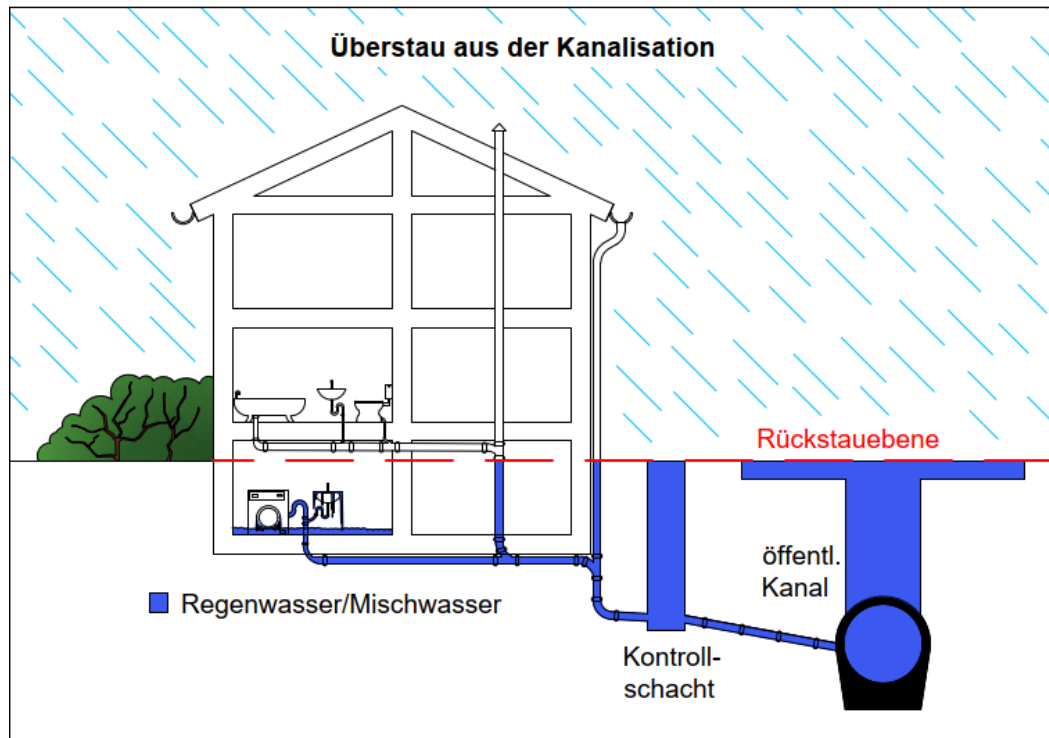 Überstau aus der Kanalisation
Rückstauebene
öffentl.
Kanal
Regenwasser/Mischwasser
Kontroll-
schacht